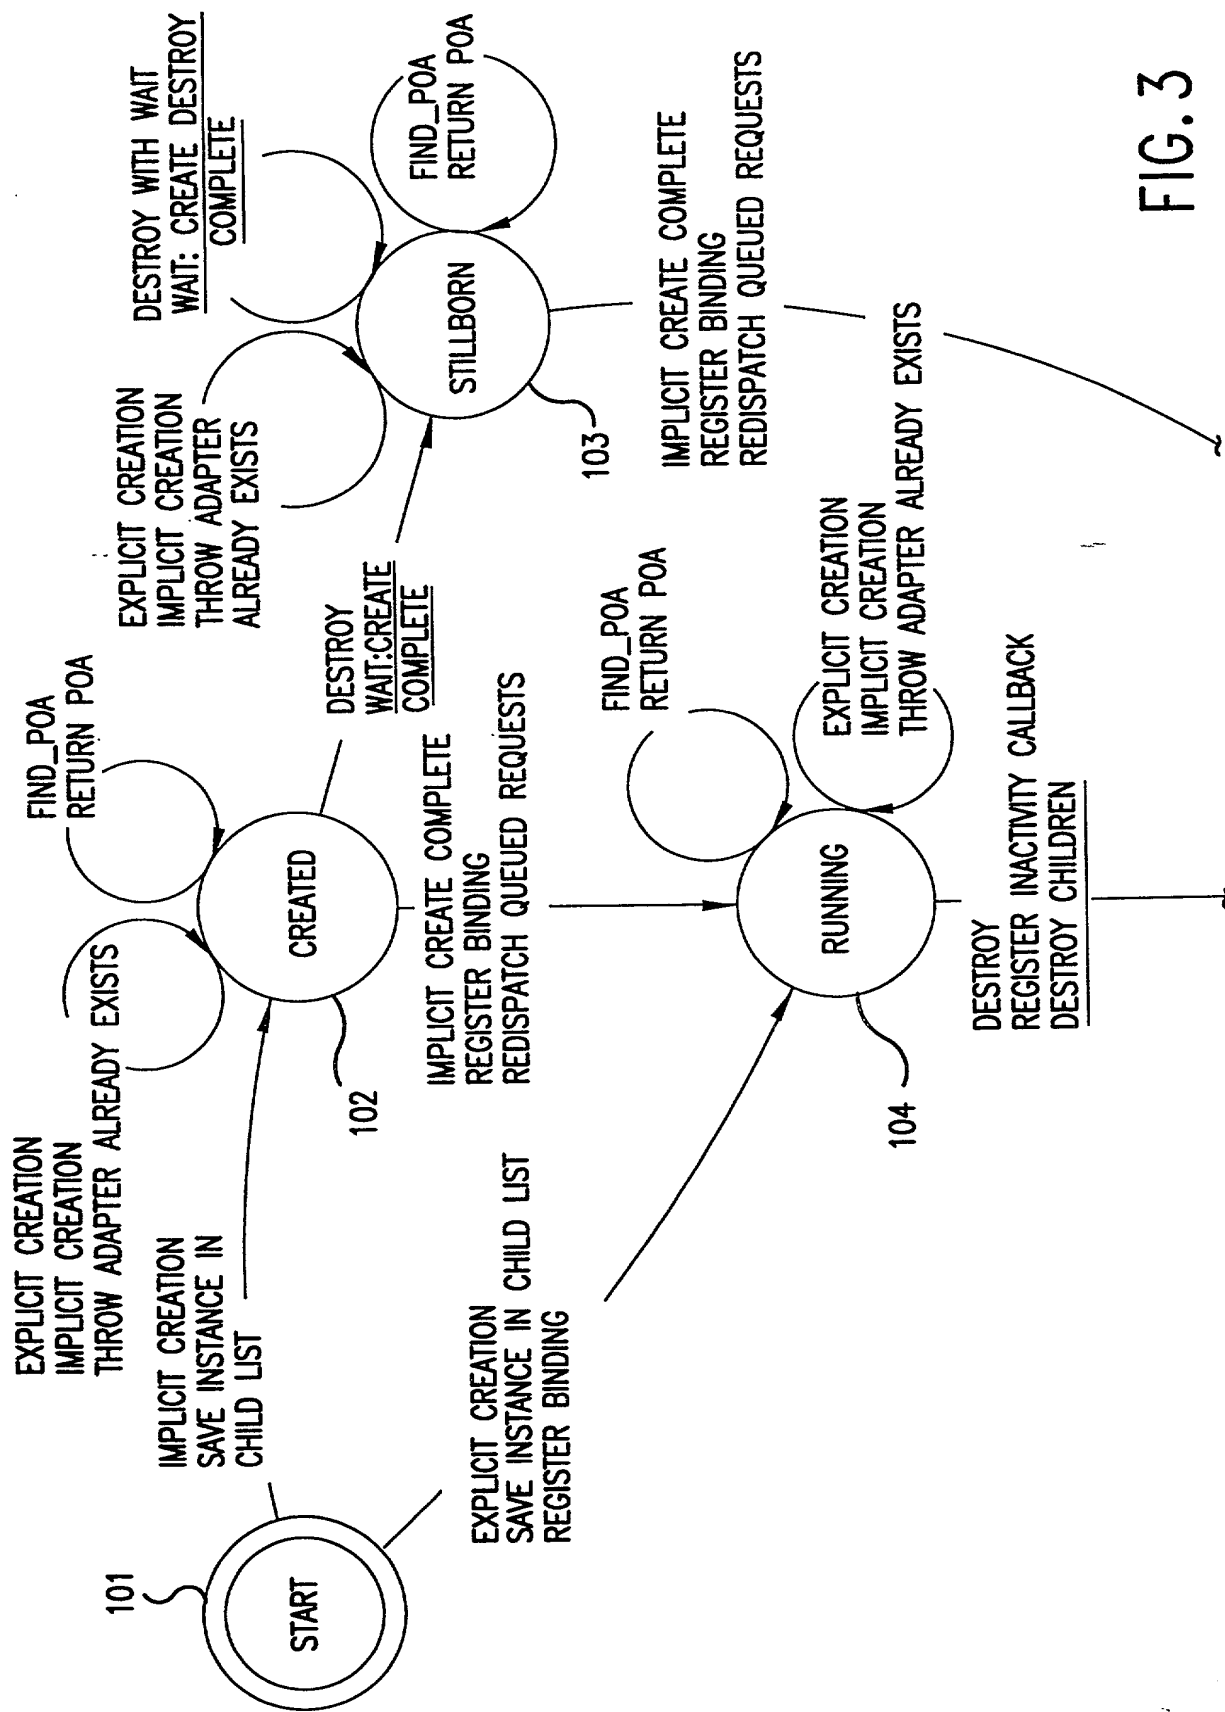 EXPLICIT CREATION
IMPLICIT CREATION
THROW ADAPTER ALREADY EXISTS
FIND_POA
RETURN POA
EXPLICIT CREATION
IMPLICIT CREATION
THROW ADAPTER
ALREADY EXISTS
DESTROY WITH WAIT
WAIT: CREATE DESTROY
COMPLETE
101
START
IMPLICIT CREATION
SAVE INSTANCE IN
CHILD LIST
102
CREATED
DESTROY
WAIT:CREATE
COMPLETE
STILLBORN
103
FIND_POA
RETURN POA
EXPLICIT CREATION
SAVE INSTANCE IN CHILD LIST
REGISTER BINDING
IMPLICIT CREATE COMPLETE
REGISTER BINDING
REDISPATCH QUEUED REQUESTS
IMPLICIT CREATE COMPLETE
REGISTER BINDING
REDISPATCH QUEUED REQUESTS
FIND_POA
RETURN POA
104
RUNNING
EXPLICIT CREATION
IMPLICIT CREATION
THROW ADAPTER ALREADY EXISTS
DESTROY
REGISTER INACTIVITY CALLBACK
DESTROY CHILDREN
FIG.3